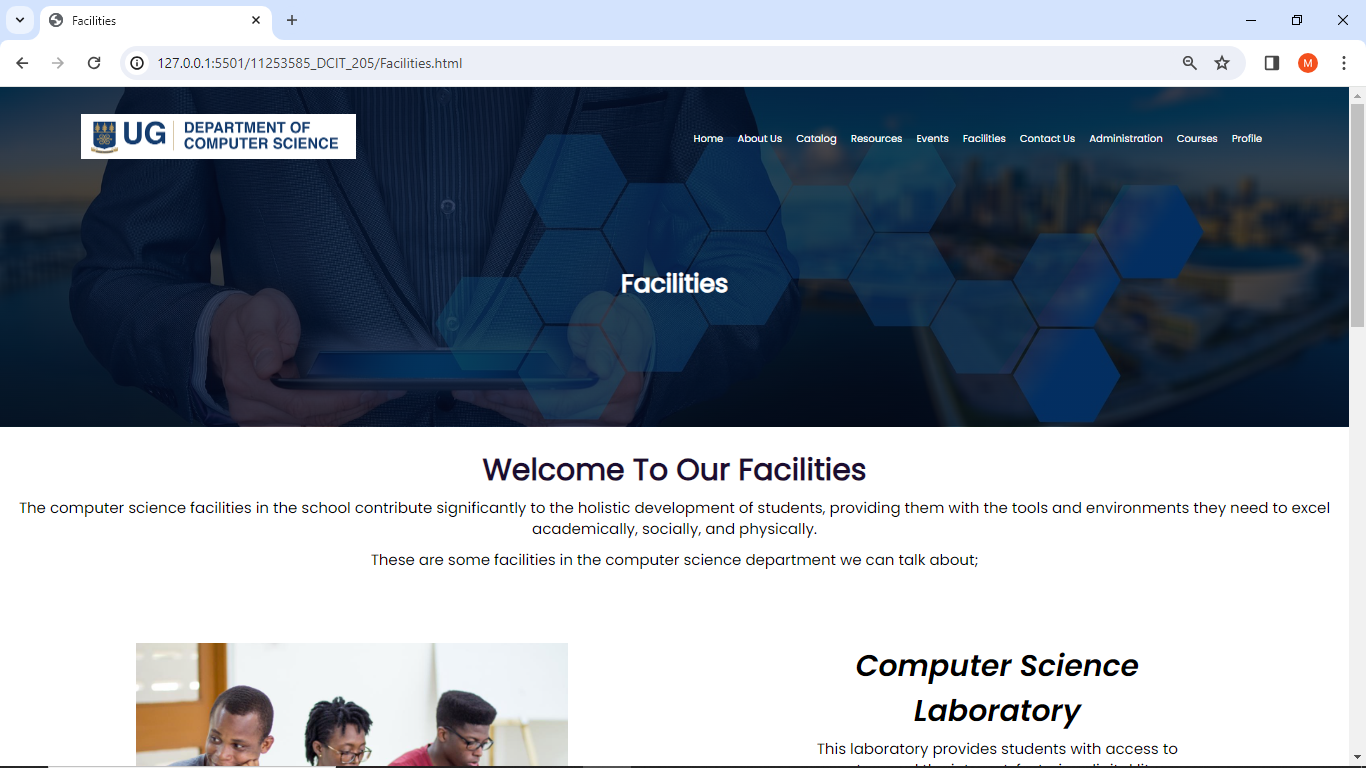 Facilities
127.0.0.1:5501/11253585_DCIT_205/Facilities.html
M
UG
DEPARTMENT OF
COMPUTER SCIENCE
Home About Us Catalog Resources Events Facilities Contact Us Administration Courses Profile
Facilities
Welcome To Our Facilities
The computer science facilities in the school contribute significantly to the holistic development of students, providing them with the tools and environments they need to excel
academically, socially, and physically.
These are some facilities in the computer science department we can talk about;
Computer Science
Laboratory
This laboratory provides students with access to